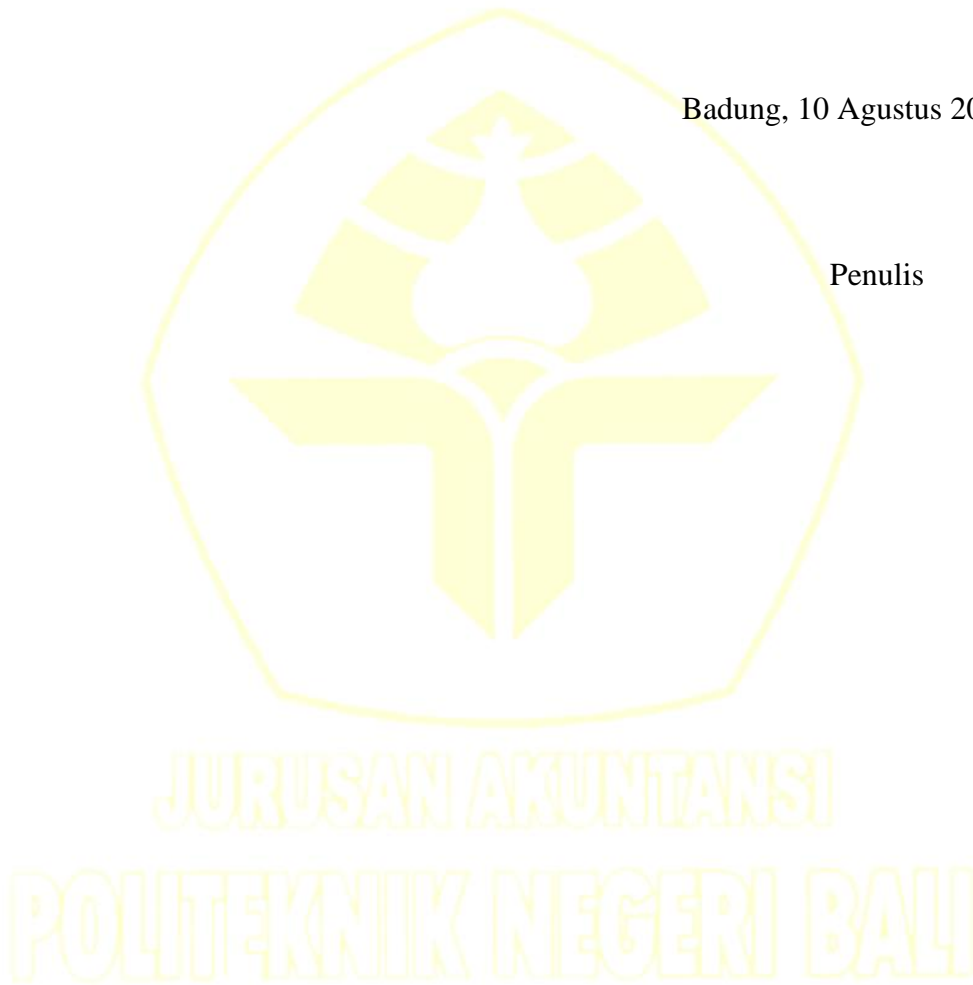 Badung, 10 Agustus 20
Penulis
JURUSAN AKUNTANSI
POLITEKNIK NEGERI BALI